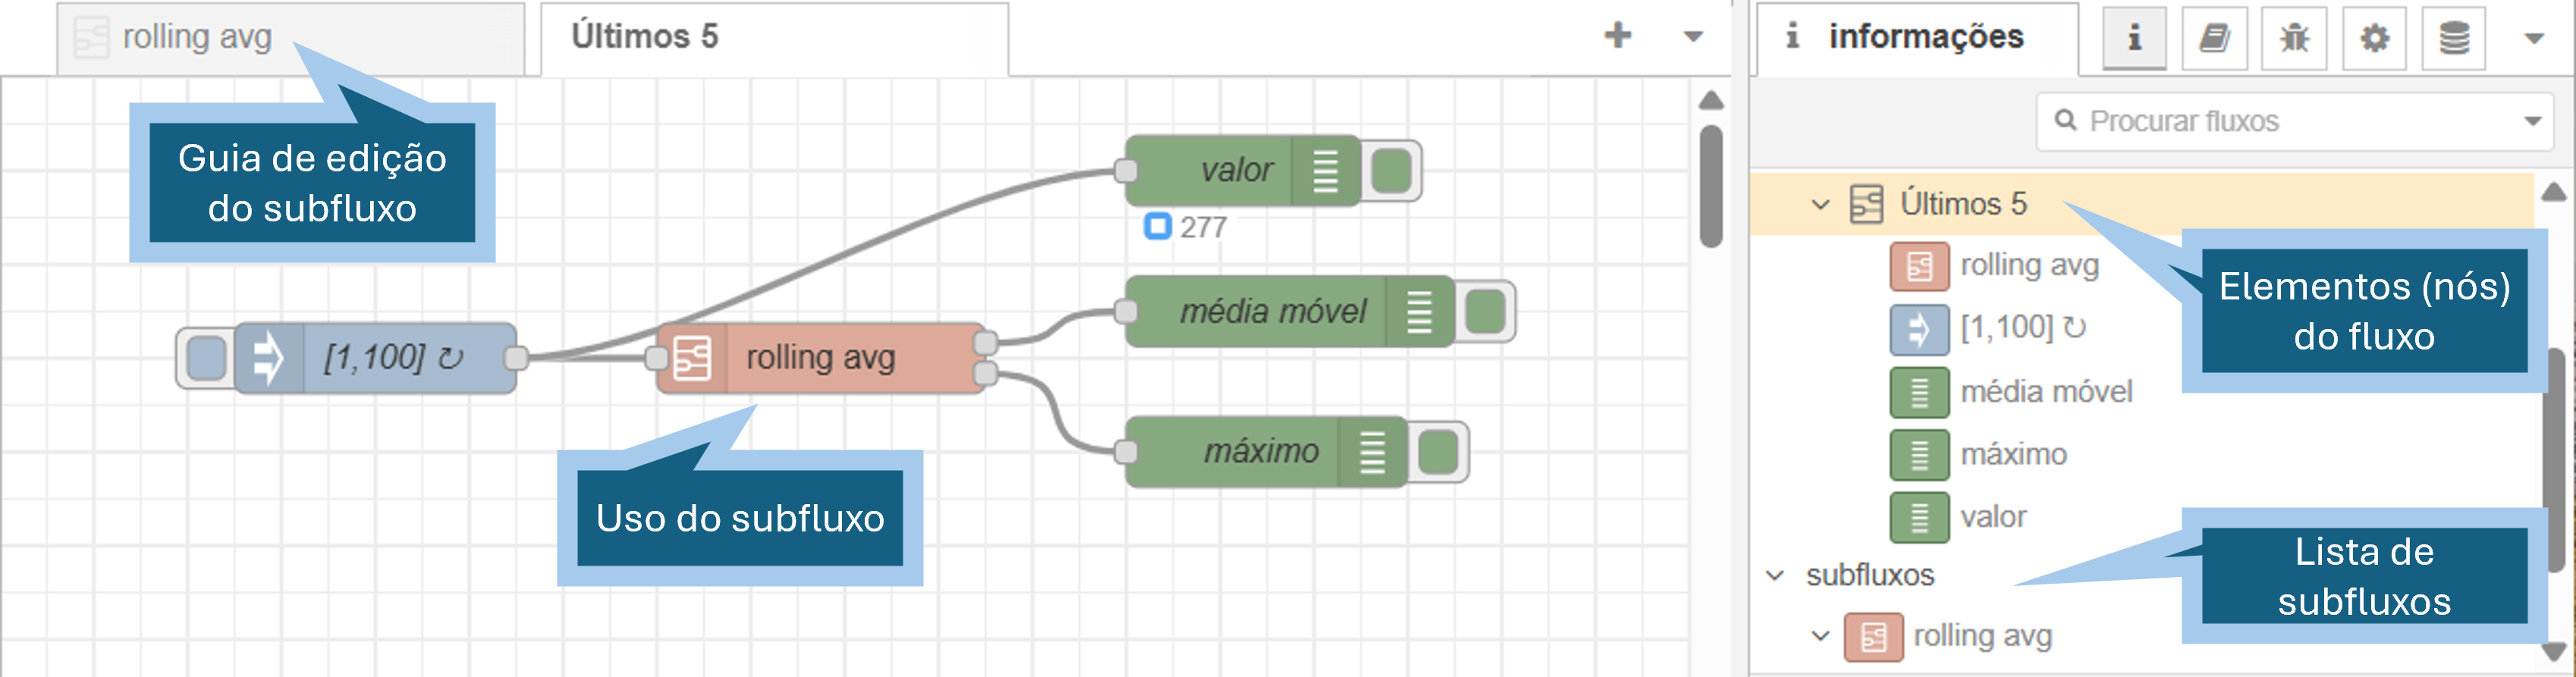 rolling avg
Últimos 5
Guia de edição
do subfluxo
valor
277
média móvel
[1,100] ↻
rolling avg
máximo
Uso do subfluxo
i informações
i
Procurar fluxos
Últimos 5
rolling avg
[1,100] ↻
média móvel
máximo
valor
Elementos (nós)
do fluxo
subfluxos
rolling avg
Lista de
subfluxos